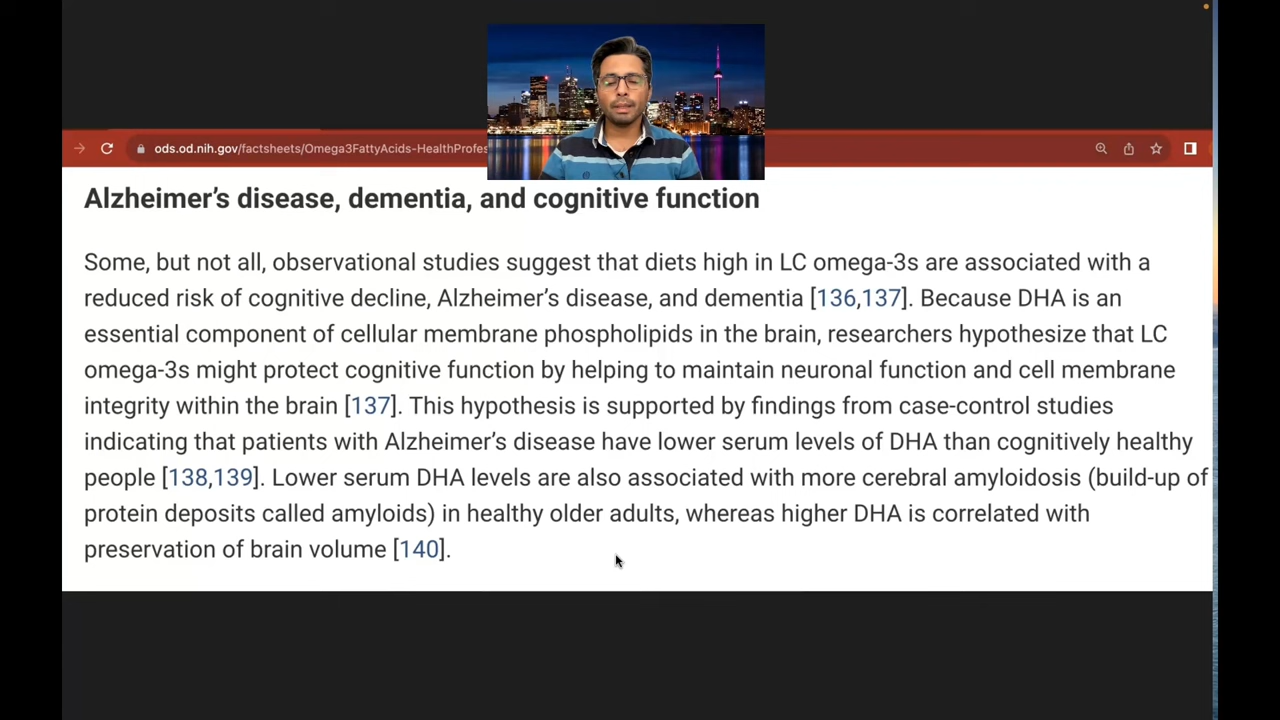 ods.od.nih.gov/factsheets/Omega3FattyAcids-HealthProfes
Alzheimer’s disease, dementia, and cognitive function
Some, but not all, observational studies suggest that diets high in LC omega-3s are associated with a
reduced risk of cognitive decline, Alzheimer’s disease, and dementia [136,137]. Because DHA is an
essential component of cellular membrane phospholipids in the brain, researchers hypothesize that LC
omega-3s might protect cognitive function by helping to maintain neuronal function and cell membrane
integrity within the brain [137]. This hypothesis is supported by findings from case-control studies
indicating that patients with Alzheimer’s disease have lower serum levels of DHA than cognitively healthy
people [138,139]. Lower serum DHA levels are also associated with more cerebral amyloidosis (build-up of
protein deposits called amyloids) in healthy older adults, whereas higher DHA is correlated with
preservation of brain volume [140].